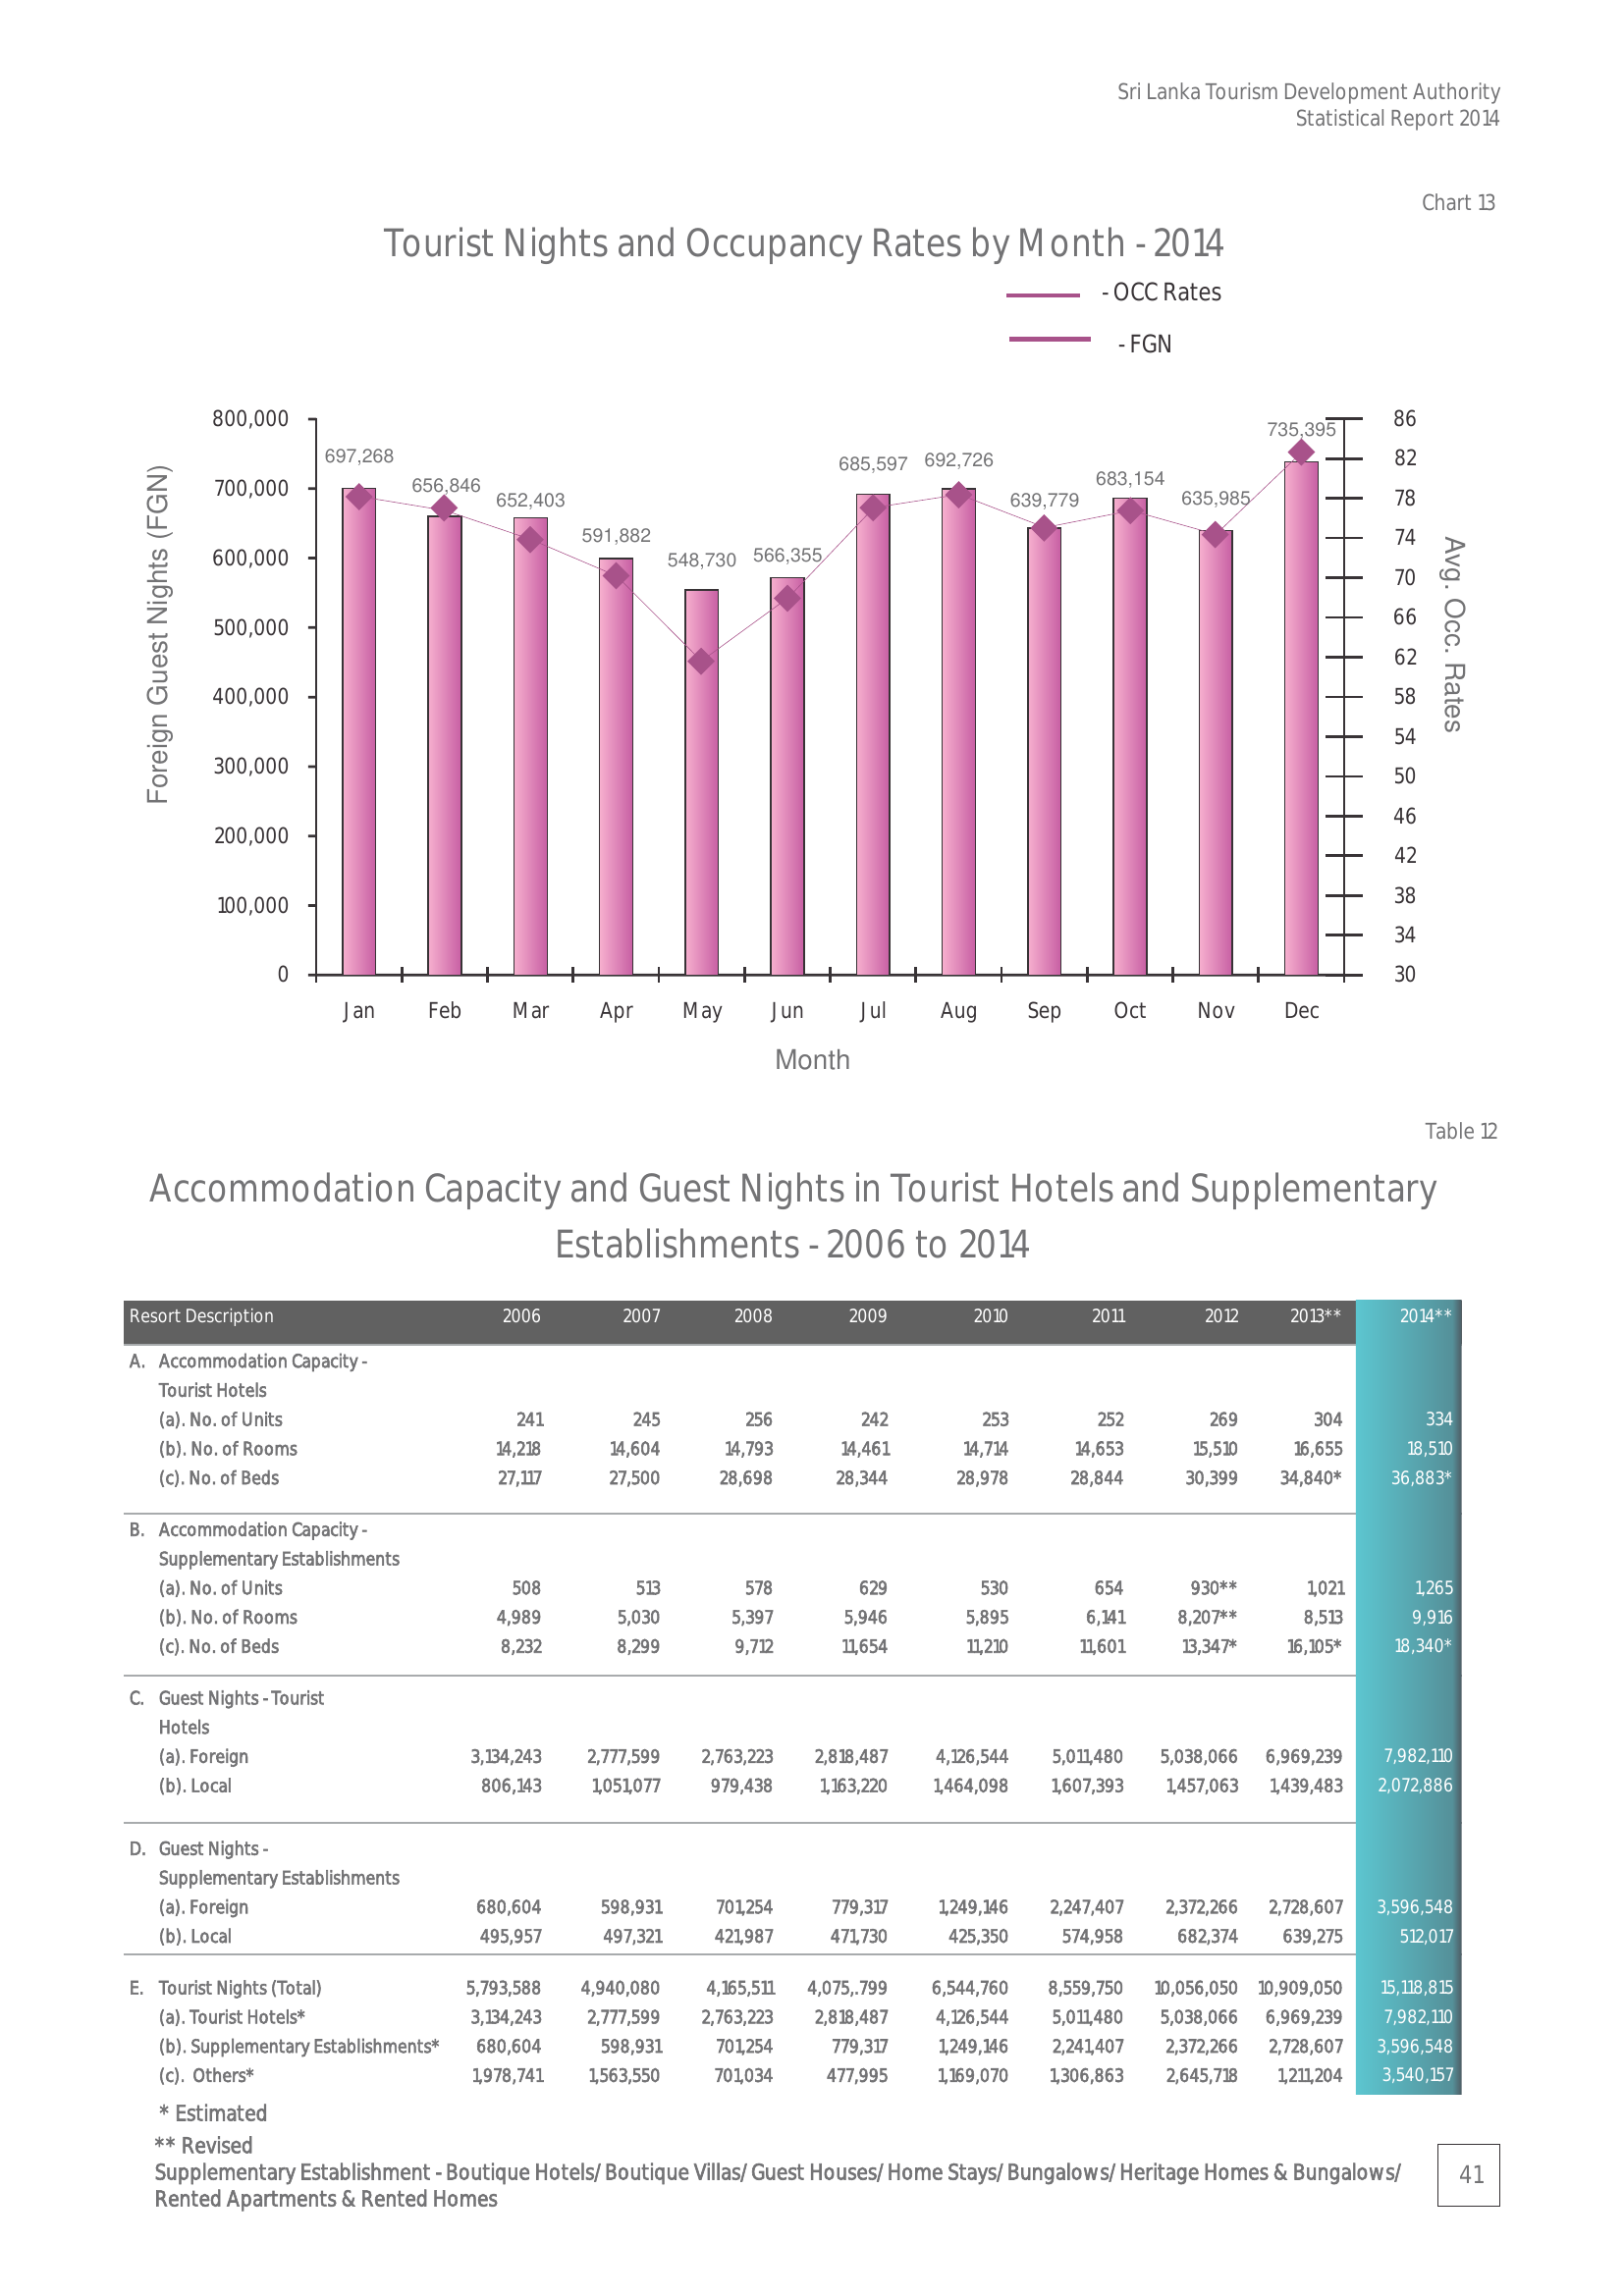 Sri Lanka Tourism Development Authority
Statistical Report 2014
Chart 13
Tourist Nights and Occupancy Rates by Month - 2014
- OCC Rates
- FGN
800,000
700,000
600,000
500,000
400,000
300,000
200,000
100,000
0
Foreign Guest Nights (FGN)
697,268
656,846
652,403
591,882
548,730
566,355
685,597
692,726
639,779
683,154
635,985
735,395
86
82
78
74
70
66
62
58
54
50
46
42
38
34
30
Avg. Occ. Rates
Jan Feb Mar Apr May Jun Jul Aug Sep Oct Nov Dec
Month
Table 12
Accommodation Capacity and Guest Nights in Tourist Hotels and Supplementary
Establishments - 2006 to 2014
Resort Description 2006 2007 2008 2009 2010 2011 2012 2013** 2014**
A. Accommodation Capacity -
Tourist Hotels
(a). No. of Units 241 245 256 242 253 252 269 304 334
(b). No. of Rooms 14,218 14,604 14,793 14,461 14,714 14,653 15,510 16,655 18,510
(c). No. of Beds 27,117 27,500 28,698 28,344 28,978 28,844 30,399 34,840* 36,883*
B. Accommodation Capacity -
Supplementary Establishments
(a). No. of Units 508 513 578 629 530 654 930** 1,021 1,265
(b). No. of Rooms 4,989 5,030 5,397 5,946 5,895 6,141 8,207** 8,513 9,916
(c). No. of Beds 8,232 8,299 9,712 11,654 11,210 11,601 13,347* 16,105* 18,340*
C. Guest Nights - Tourist
Hotels
(a). Foreign 3,134,243 2,777,599 2,763,223 2,818,487 4,126,544 5,011,480 5,038,066 6,969,239 7,982,110
(b). Local 806,143 1,051,077 979,438 1,163,220 1,464,098 1,607,393 1,457,063 1,439,483 2,072,886
D. Guest Nights -
Supplementary Establishments
(a). Foreign 680,604 598,931 701,254 779,317 1,249,146 2,247,407 2,372,266 2,728,607 3,596,548
(b). Local 495,957 497,321 421,987 471,730 425,350 574,958 682,374 639,275 512,017
E. Tourist Nights (Total) 5,793,588 4,940,080 4,165,511 4,075,.799 6,544,760 8,559,750 10,056,050 10,909,050 15,118,815
(a). Tourist Hotels* 3,134,243 2,777,599 2,763,223 2,818,487 4,126,544 5,011,480 5,038,066 6,969,239 7,982,110
(b). Supplementary Establishments* 680,604 598,931 701,254 779,317 1,249,146 2,241,407 2,372,266 2,728,607 3,596,548
(c). Others* 1,978,741 1,563,550 701,034 477,995 1,169,070 1,306,863 2,645,718 1,211,204 3,540,157
* Estimated
** Revised
Supplementary Establishment - Boutique Hotels/ Boutique Villas/ Guest Houses/ Home Stays/ Bungalows/ Heritage Homes & Bungalows/
Rented Apartments & Rented Homes
41